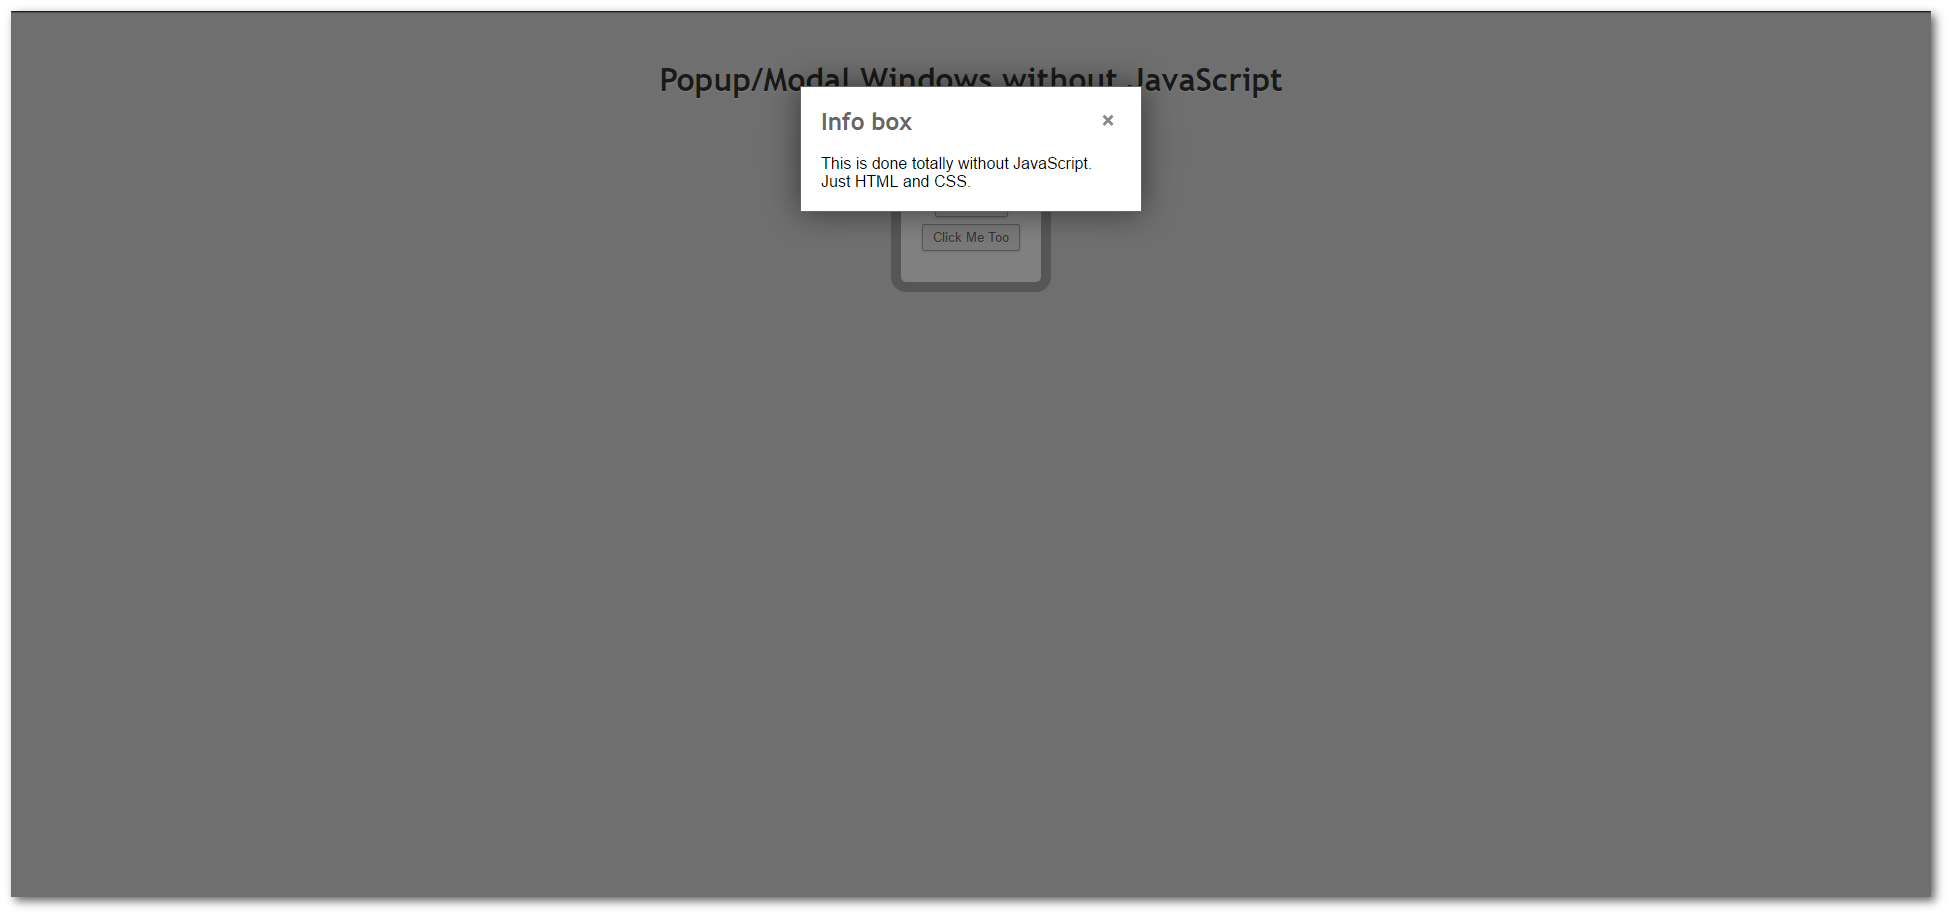 Popup/Modal Windows without JavaScript
Info box
×
This is done totally without JavaScript.
Just HTML and CSS.
Click Me Too